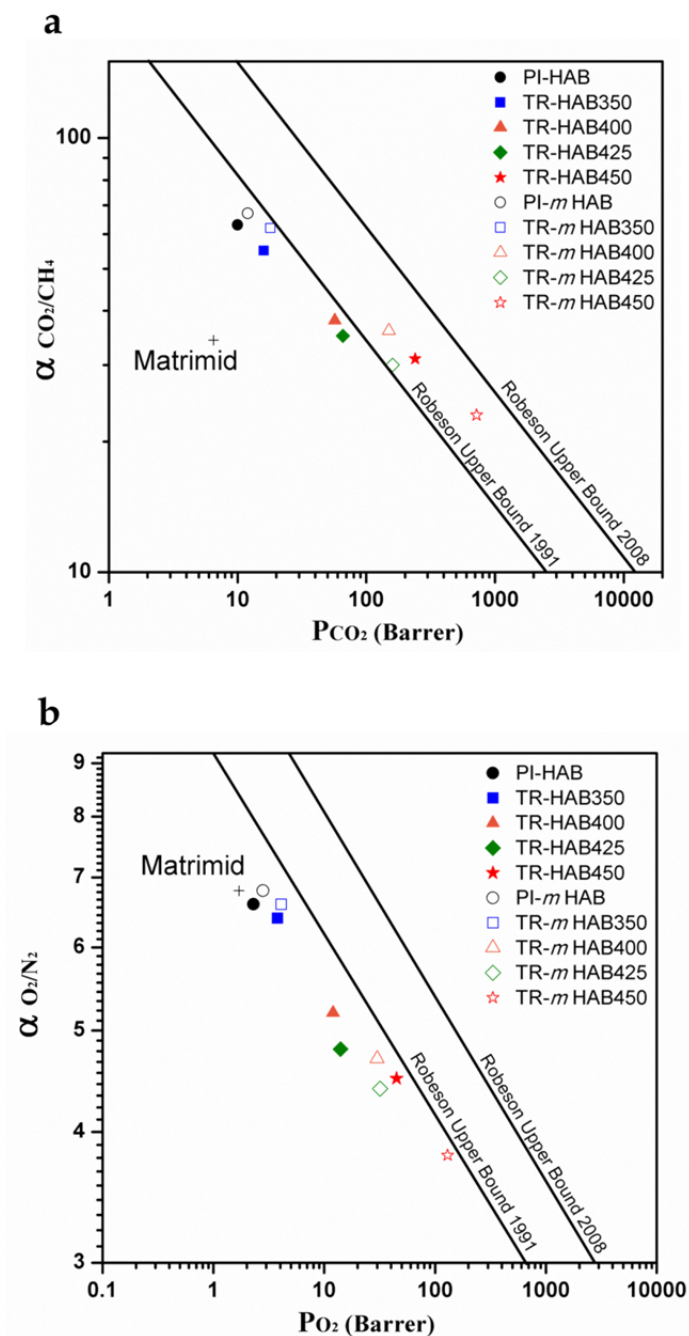 a
α CO₂/CH₄
100
10
PI-HAB
TR-HAB350
TR-HAB400
TR-HAB425
TR-HAB450
PI-m HAB
TR-m HAB350
TR-m HAB400
TR-m HAB425
TR-m HAB450
Matrimid
Robeson Upper Bound 1991
Robeson Upper Bound 2008
1
10
100
1000
10000
PCO₂ (Barrer)
b
α O₂/N₂
9
8
7
6
5
4
3
PI-HAB
TR-HAB350
TR-HAB400
TR-HAB425
TR-HAB450
PI-m HAB
TR-m HAB350
TR-m HAB400
TR-m HAB425
TR-m HAB450
Matrimid
Robeson Upper Bound 1991
Robeson Upper Bound 2008
0.1
1
10
100
1000
10000
PO₂ (Barrer)